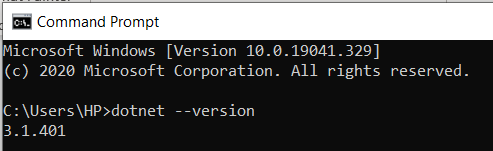 Command Prompt
Microsoft Windows [Version 10.0.19041.329]
(c) 2020 Microsoft Corporation. All rights reserved.
C:\Users\HP>dotnet --version
3.1.401